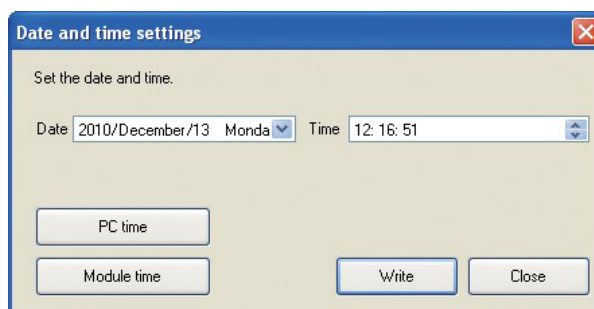 Date and time settings
Set the date and time.
Date 2010/December/13 Monda Time 12: 16: 51
PC time
Module time Write Close